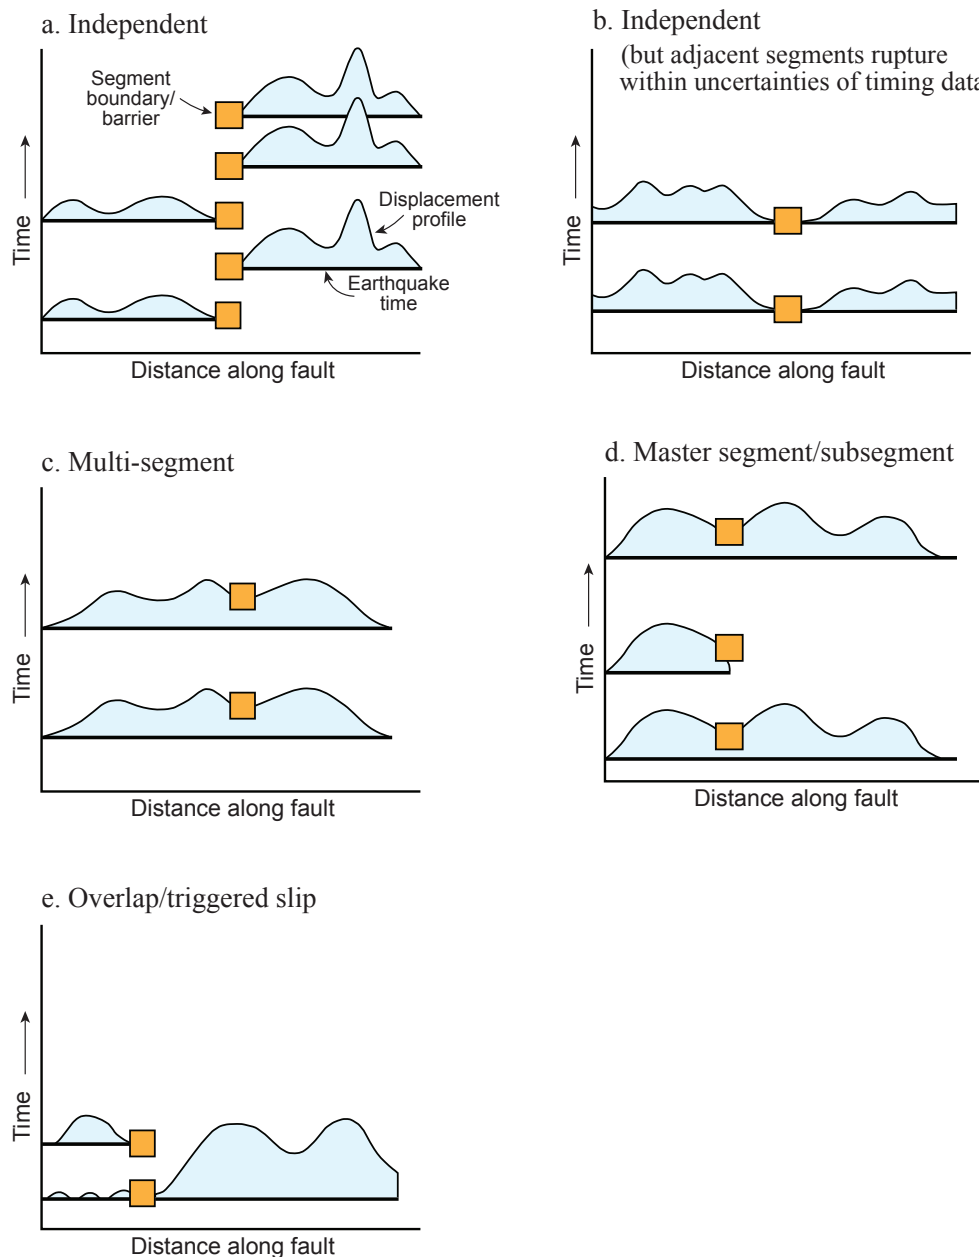 a. Independent
Segment
boundary/
barrier
Displacement
profile
Earthquake
time
Time
Distance along fault
b. Independent
(but adjacent segments rupture
within uncertainties of timing data
Time
Distance along fault
c. Multi-segment
Time
Distance along fault
d. Master segment/subsegment
Time
Distance along fault
e. Overlap/triggered slip
Time
Distance along fault